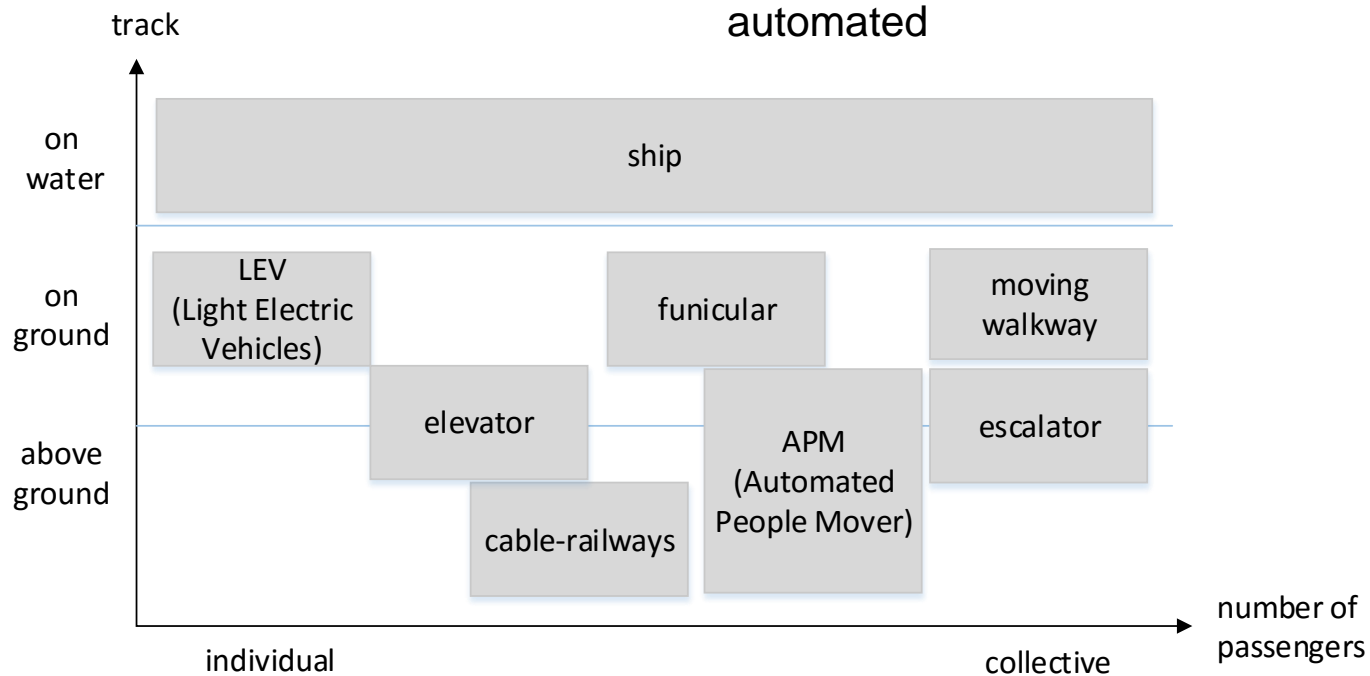 automated
track
on
water
ship
on
ground
LEV
(Light Electric
Vehicles)
funicular
moving
walkway
elevator
escalator
above
ground
APM
(Automated
People Mover)
cable-railways
number of
passengers
individual
collective